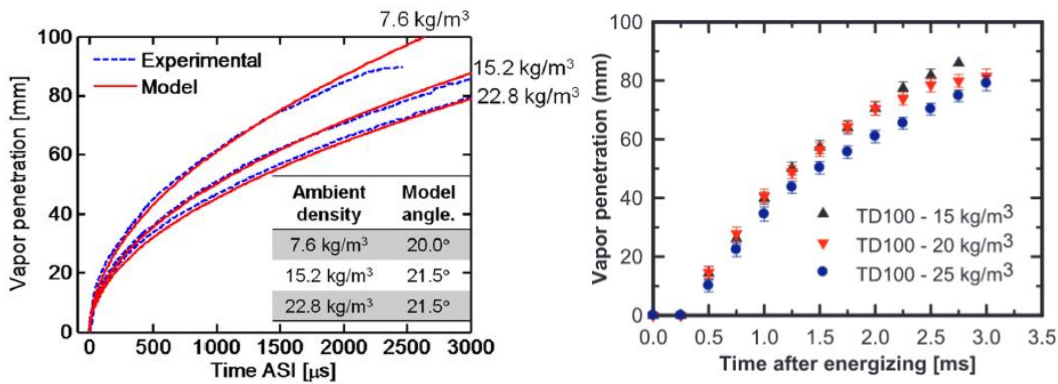 7.6 kg/m³
100
80
60
40
20
0
Vapor penetration [mm]
Experimental
Model
15.2 kg/m³
22.8 kg/m³
Ambient density Model angle.
7.6 kg/m³ 20.0°
15.2 kg/m³ 21.5°
22.8 kg/m³ 21.5°
0 500 1000 1500 2000 2500 3000
Time ASI [µs]
100
80
60
40
20
0
Vapor penetration (mm)
TD100 - 15 kg/m³
TD100 - 20 kg/m³
TD100 - 25 kg/m³
0.0 0.5 1.0 1.5 2.0 2.5 3.0 3.5
Time after energizing [ms]